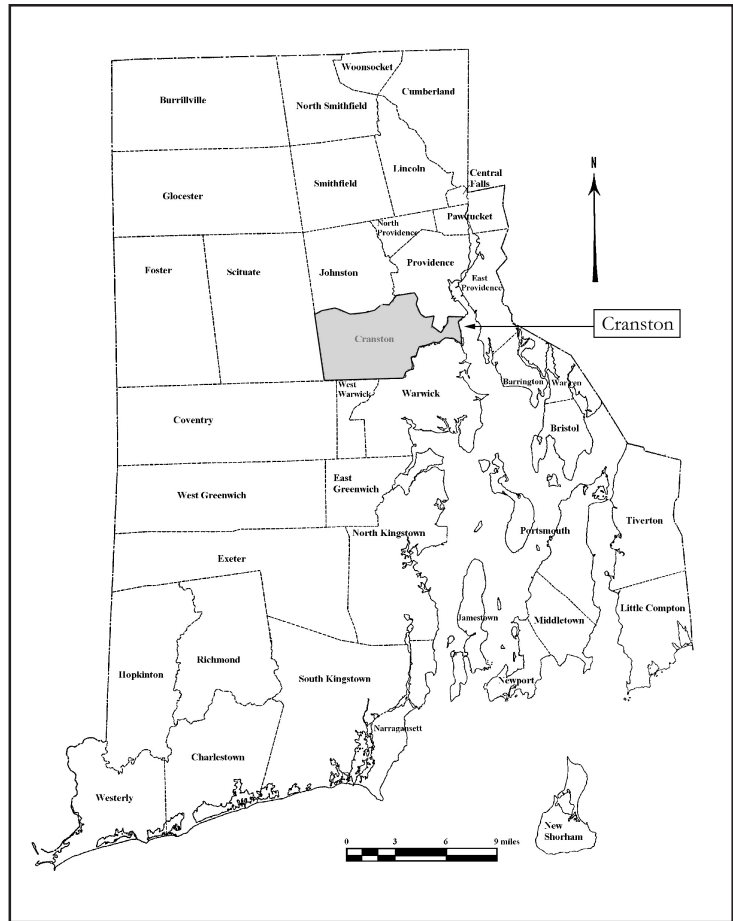 Woonsocket
Burrillville
Cumberland
North Smithfield
Lincoln
Central
Falls
Smithfield
Glocester
Pawtucket
North
Providence
N
Foster
Scituate
Johnston
Providence
East
Providence
Cranston
Cranston
West
Warwick
Barrington
Warren
Warwick
Coventry
Bristol
East
Greenwich
West Greenwich
North Kingstown
Portsmouth
Tiverton
Exeter
Little Compton
Jamestown
Middletown
Richmond
Hopkinton
South Kingstown
Newport
Narragansett
Charlestown
Westerly
New
Shorham
0 3 6 9 miles